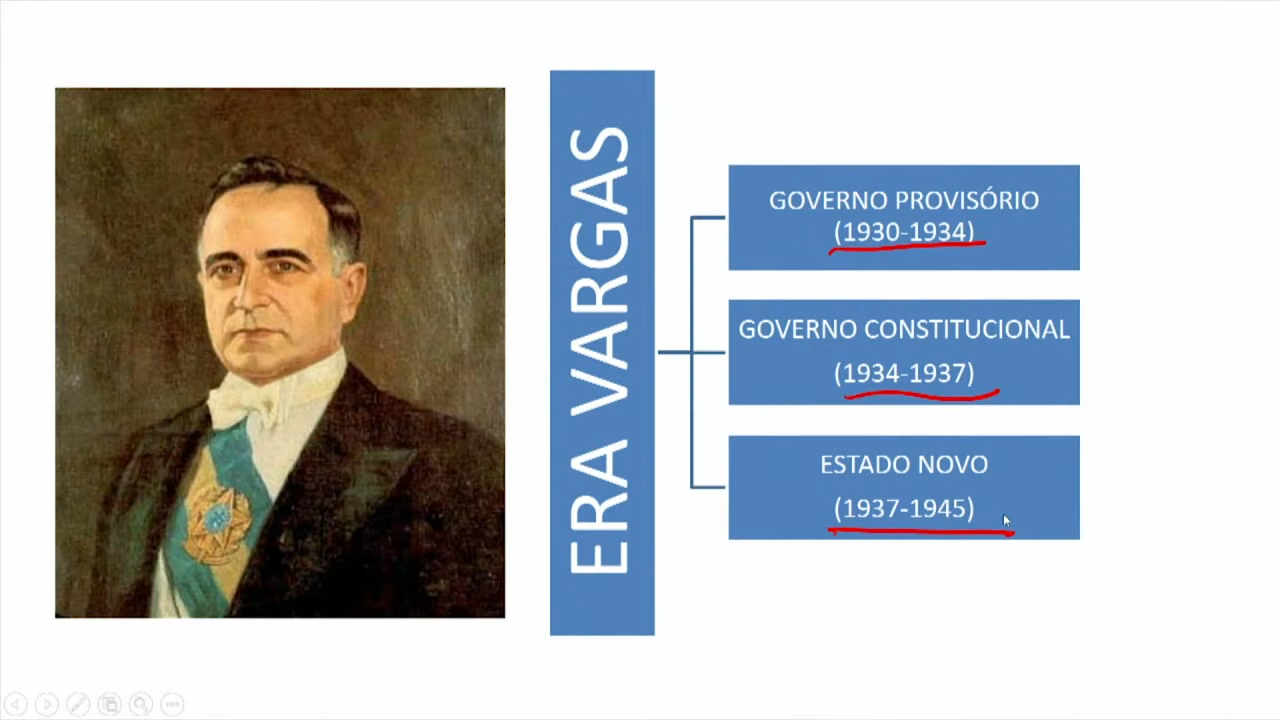 ERA VARGAS
GOVERNO PROVISÓRIO
(1930-1934)
GOVERNO CONSTITUCIONAL
(1934-1937)
ESTADO NOVO
(1937-1945)